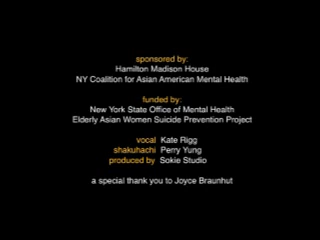 sponsored by:
Hamilton Madison House
NY Coalition for Asian American Mental Health
funded by:
New York State Office of Mental Health
Elderly Asian Women Suicide Prevention Project
vocal Kate Rigg
shakuhachi Perry Yung
produced by Sokie Studio
a special thank you to Joyce Braunhut